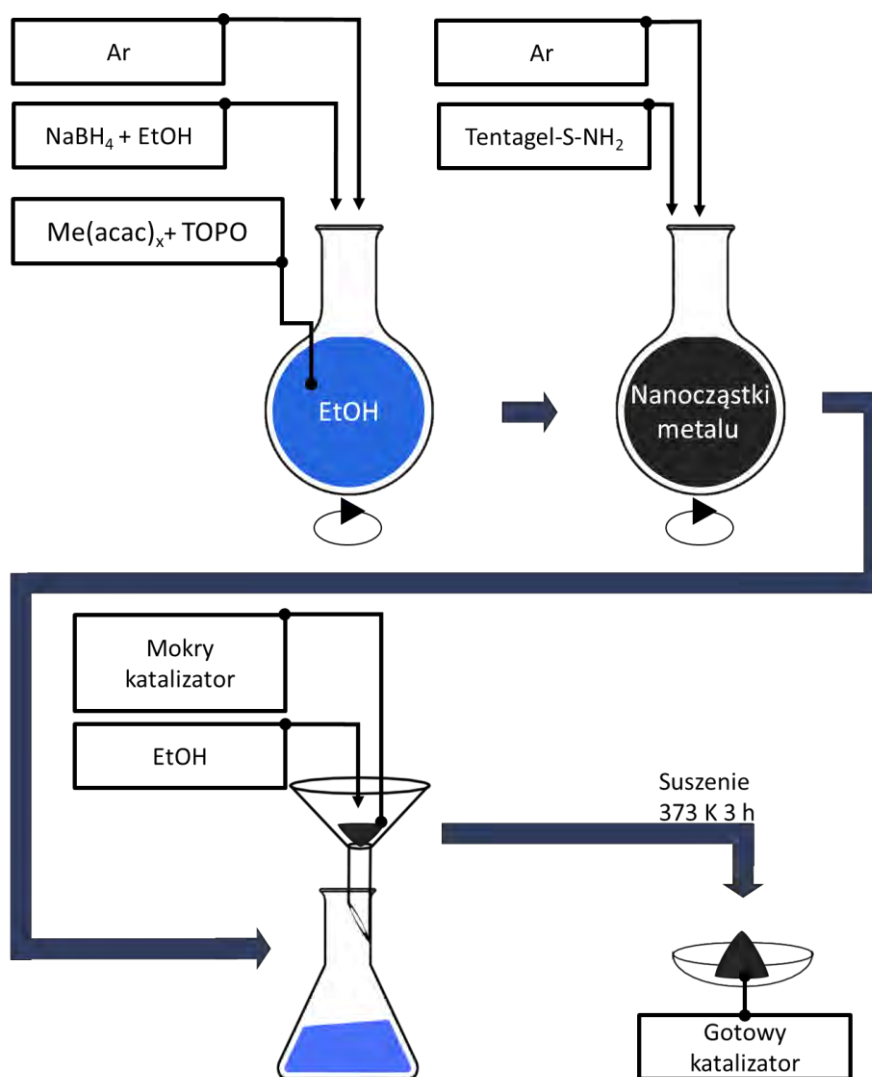 Ar
NaBH₄ + EtOH
Me(acac)ₓ+ TOPO
EtOH
Ar
Tentagel-S-NH₂
Nanocząstki
metalu
Mokry
katalizator
EtOH
Suszenie
373 K 3 h
Gotowy
katalizator